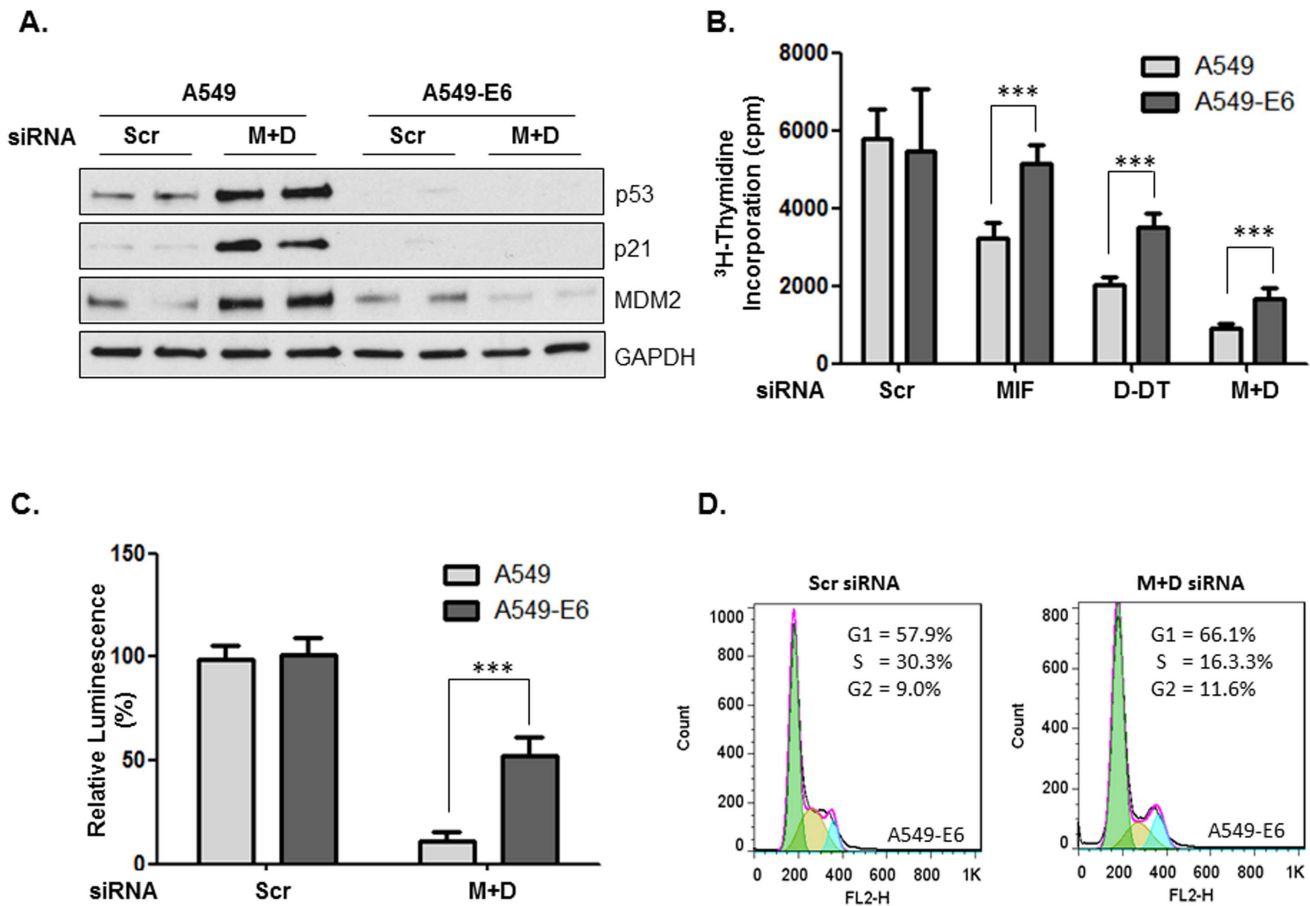 A.
A549 A549-E6
siRNA Scr M+D Scr M+D
p53
p21
MDM2
GAPDH
B.
8000
6000
4000
2000
0
³H-Thymidine
Incorporation (cpm)
A549
A549-E6
***
***
***
siRNA Scr MIF D-DT M+D
C.
150
100
50
0
Relative Luminescence
(%)
A549
A549-E6
***
siRNA Scr M+D
D.
Scr siRNA
1000
800
600
400
200
0
Count
G1 = 57.9%
S = 30.3%
G2 = 9.0%
A549-E6
0 200 400 600 800 1K
FL2-H
M+D siRNA
800
600
400
200
0
Count
G1 = 66.1%
S = 16.3.3%
G2 = 11.6%
A549-E6
0 200 400 600 800 1K
FL2-H